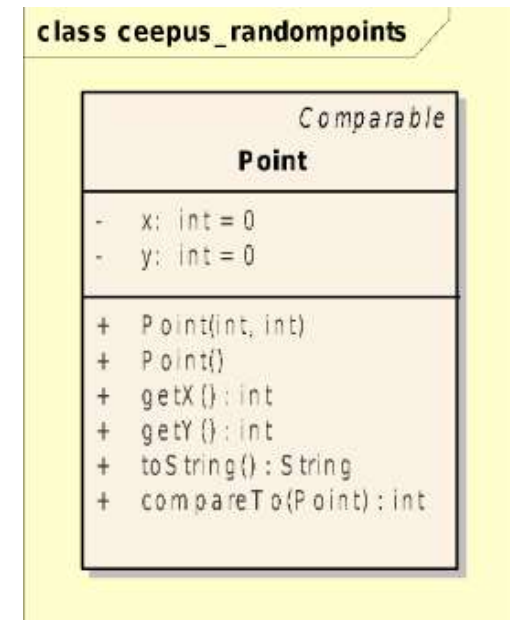 class ceepus_randompoints
Comparable
Point
- x: int = 0
- y: int = 0
+ Point(int, int)
+ Point()
+ getX() : int
+ getY() : int
+ toString() : String
+ compareTo(Point) : int